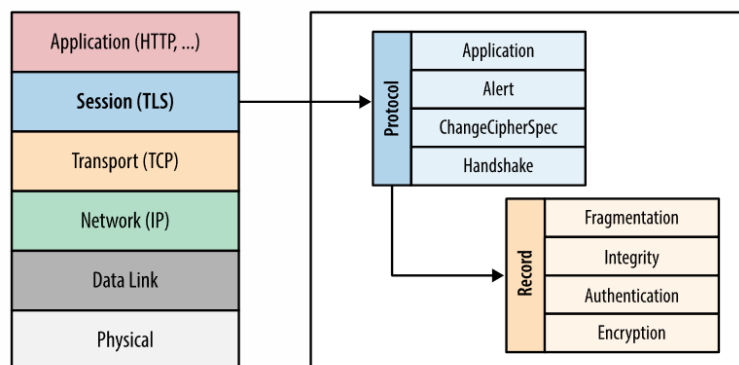 Application (HTTP, ...)
Session (TLS)
Transport (TCP)
Network (IP)
Data Link
Physical
Protocol
Application
Alert
ChangeCipherSpec
Handshake
Record
Fragmentation
Integrity
Authentication
Encryption